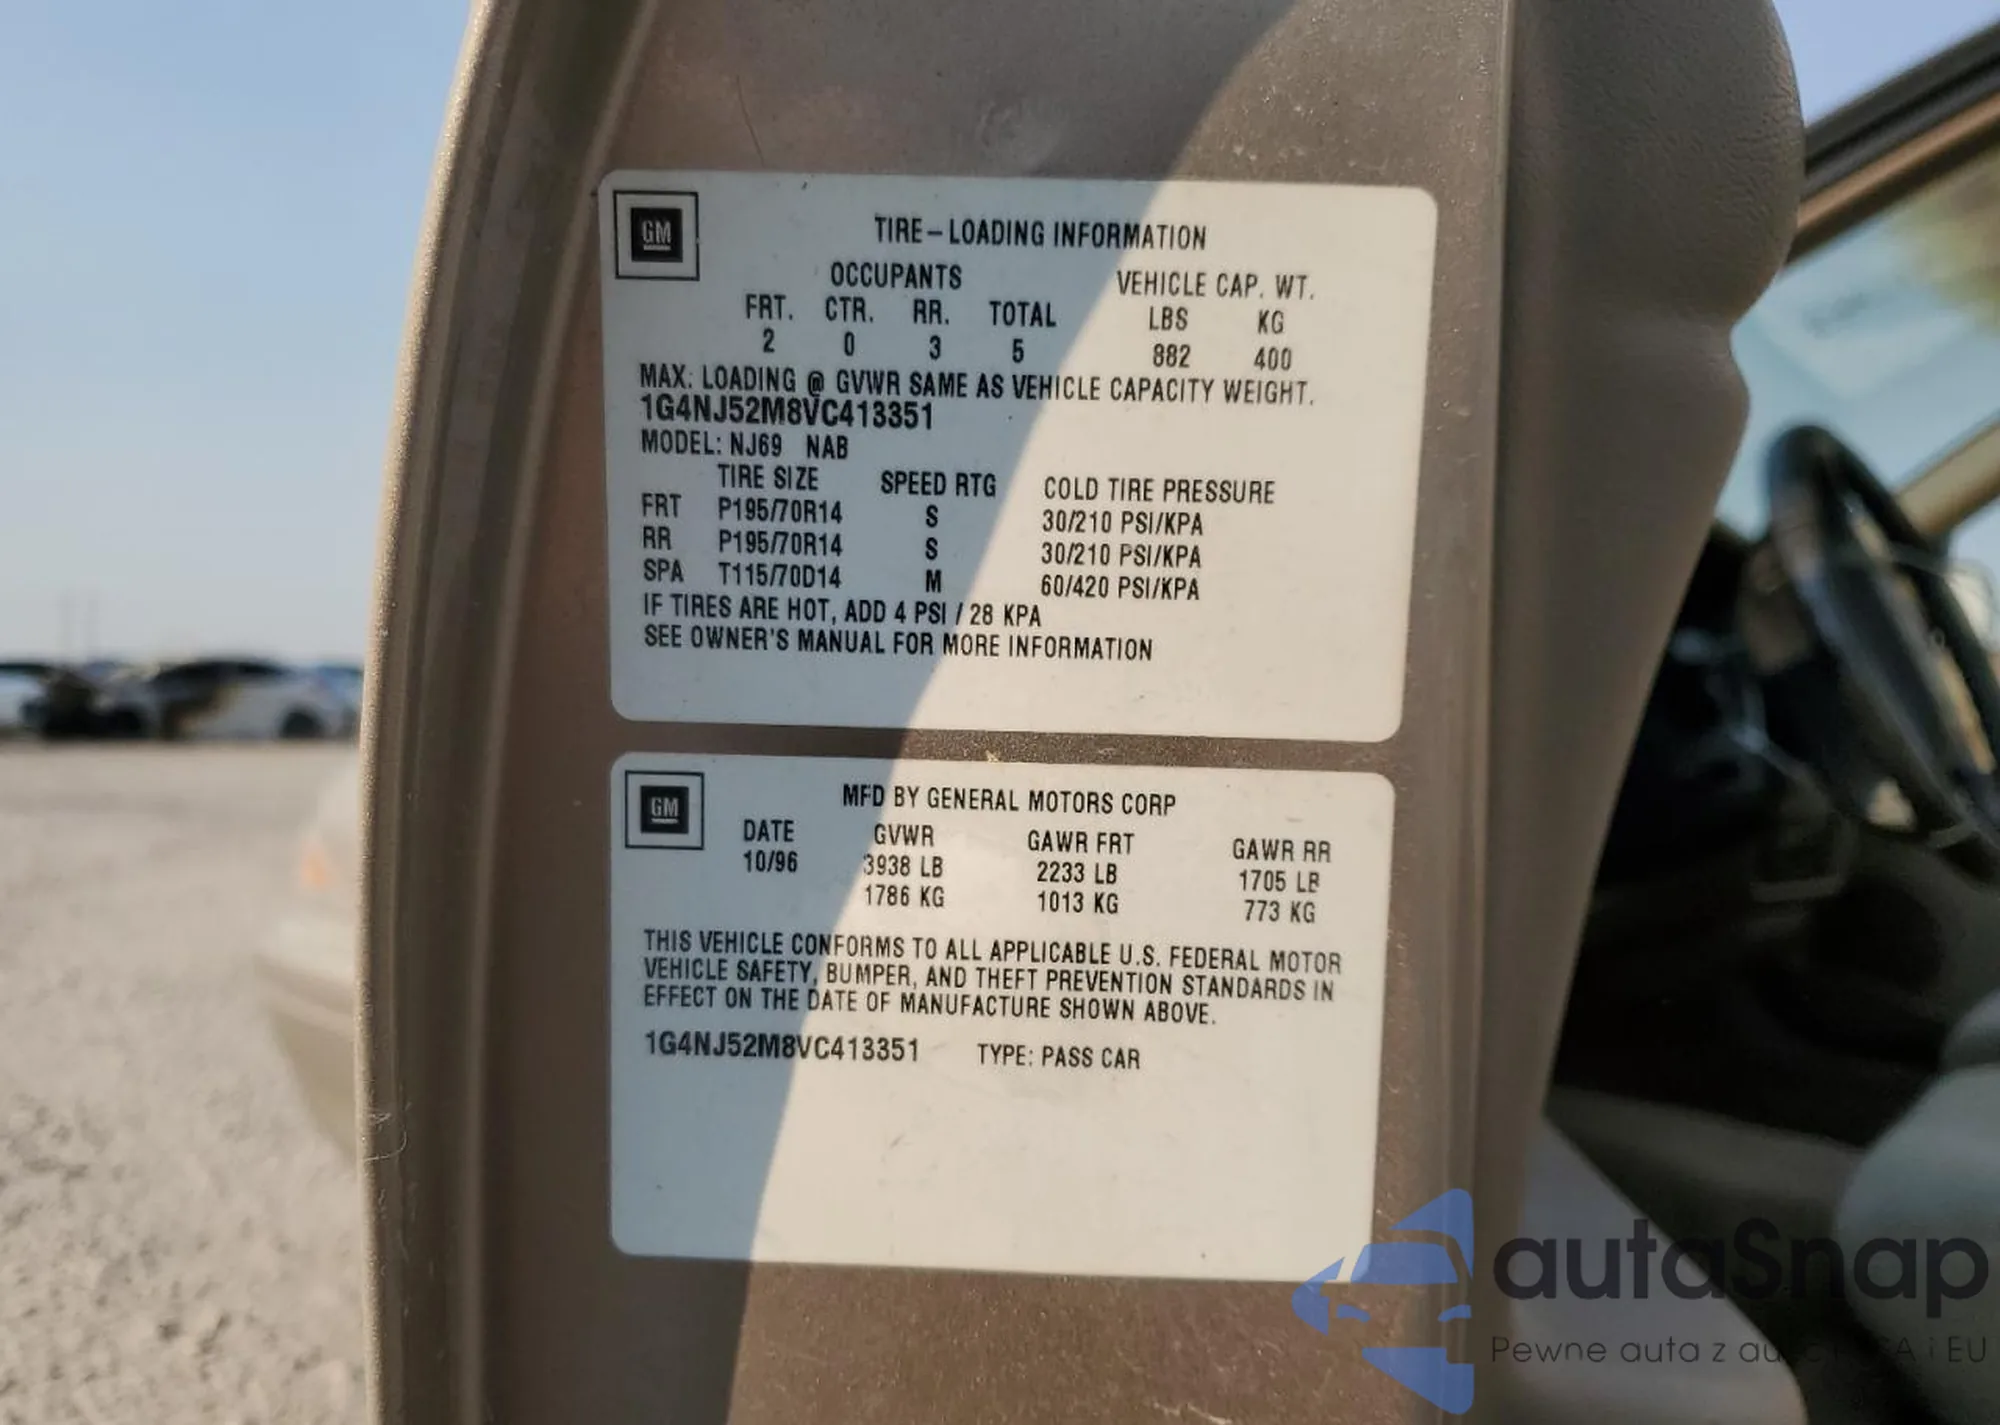 GM
TIRE-LOADING INFORMATION
OCCUPANTS VEHICLE CAP. WT.
FRT. CTR. RR. TOTAL LBS KG
2 0 3 5 882 400
MAX. LOADING @ GVWR SAME AS VEHICLE CAPACITY WEIGHT.
1G4NJ52M8VC413351
MODEL: NJ69 NAB
TIRE SIZE SPEED RTG COLD TIRE PRESSURE
FRT P195/70R14 S 30/210 PSI/KPA
RR P195/70R14 S 30/210 PSI/KPA
SPA T115/70D14 M 60/420 PSI/KPA
IF TIRES ARE HOT, ADD 4 PSI / 28 KPA
SEE OWNER'S MANUAL FOR MORE INFORMATION
GM
MFD BY GENERAL MOTORS CORP
DATE GVWR GAWR FRT GAWR RR
10/96 3938 LB 2233 LB 1705 LB
1786 KG 1013 KG 773 KG
THIS VEHICLE CONFORMS TO ALL APPLICABLE U.S. FEDERAL MOTOR
VEHICLE SAFETY, BUMPER, AND THEFT PREVENTION STANDARDS IN
EFFECT ON THE DATE OF MANUFACTURE SHOWN ABOVE.
1G4NJ52M8VC413351 TYPE: PASS CAR
autaSnap
Pewne auta z i EU